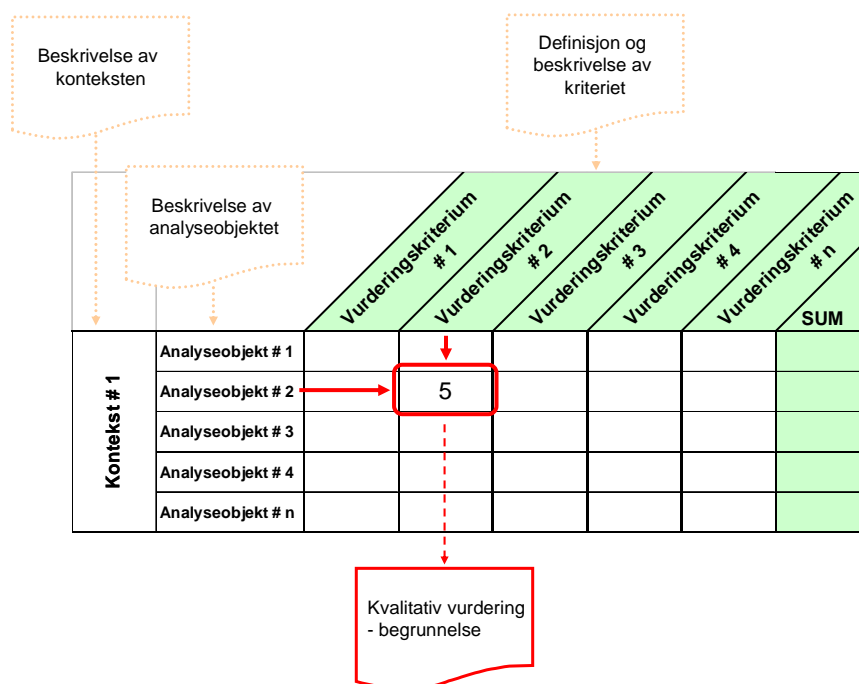 Beskrivelse av
konteksten
Definisjon og
beskrivelse av
kriteriet
Beskrivelse av
analyseobjektet
Vurderingskriterium
# 1
Vurderingskriterium
# 2
Vurderingskriterium
# 3
Vurderingskriterium
# 4
Vurderingskriterium
# n
SUM
Kontekst # 1
Analyseobjekt # 1
Analyseobjekt # 2
5
Analyseobjekt # 3
Analyseobjekt # 4
Analyseobjekt # n
Kvalitativ vurdering
- begrunnelse